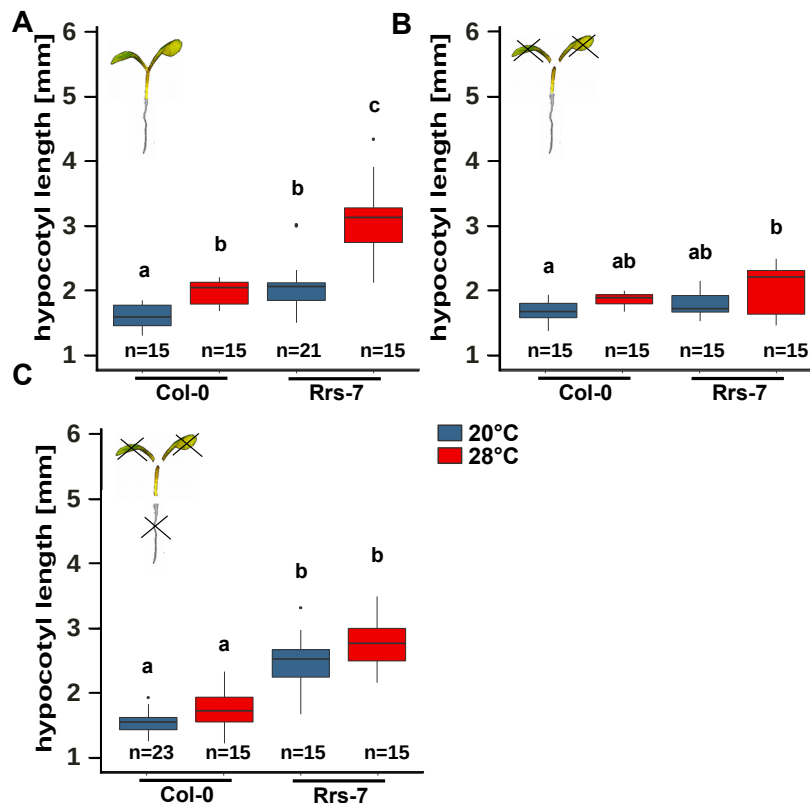 A
hypocotyl length [mm]
6
5
4
3
2
1
a
b
b
c
n=15
n=15
n=21
n=15
Col-0
Rrs-7
B
hypocotyl length [mm]
6
5
4
3
2
1
a
ab
ab
b
n=15
n=15
n=15
n=15
Col-0
Rrs-7
C
hypocotyl length [mm]
6
5
4
3
2
1
a
a
b
b
n=23
n=15
n=15
n=15
Col-0
Rrs-7
20°C
28°C